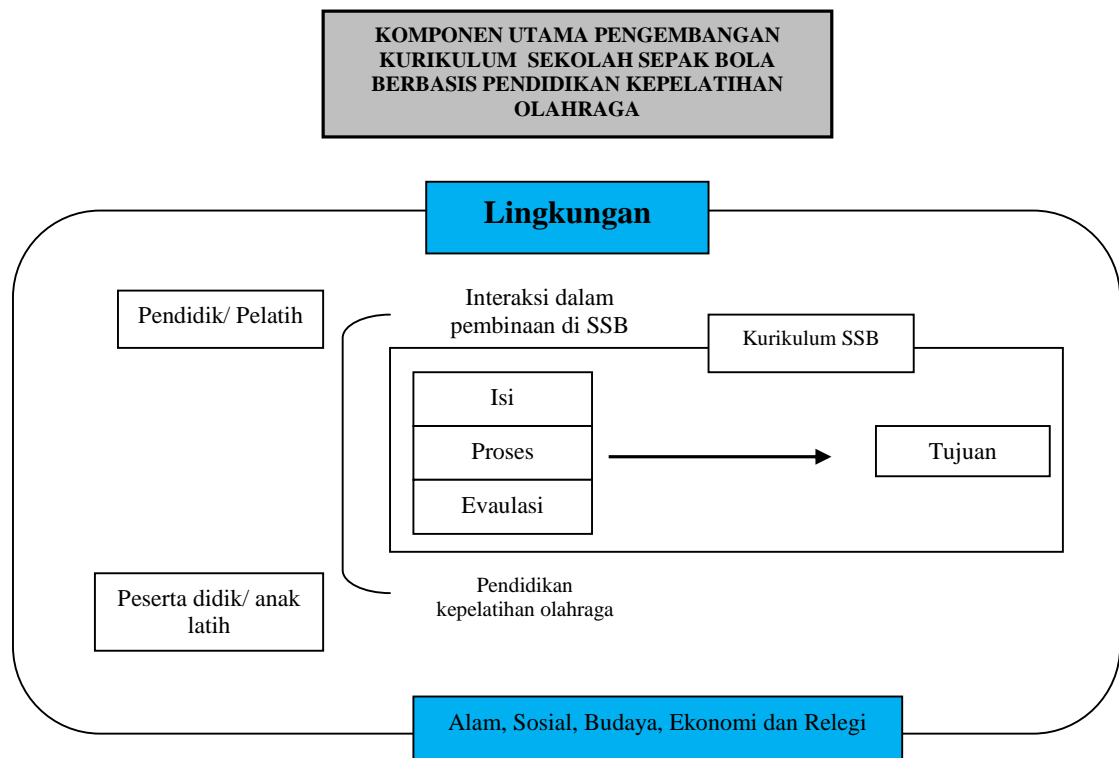 KOMPONEN UTAMA PENGEMBANGAN
KURIKULUM SEKOLAH SEPAK BOLA
BERBASIS PENDIDIKAN KEPELATIHAN
OLAHRAGA
Lingkungan
Pendidik/ Pelatih
Interaksi dalam
pembinaan di SSB
Kurikulum SSB
Isi
Proses
Tujuan
Evaulasi
Peserta didik/ anak
latih
Pendidikan
kepelatihan olahraga
Alam, Sosial, Budaya, Ekonomi dan Relegi